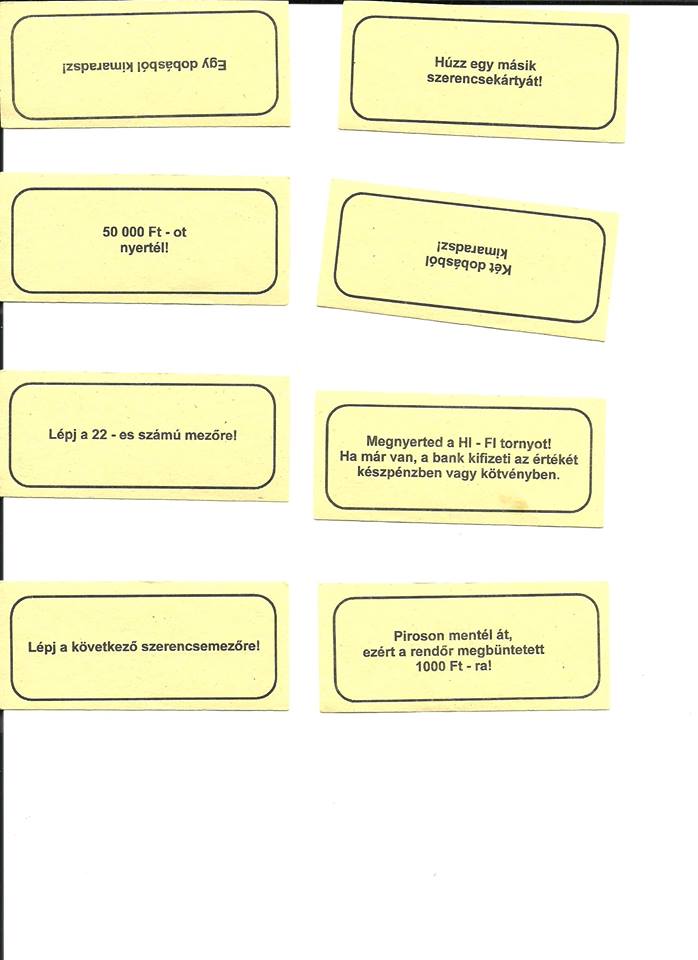 Egy dobásból kimaradsz!
Húzz egy másik
szerencsekártyát!
50 000 Ft - ot
nyertél!
Két dobásból
kimaradsz!
Lépj a 22 - es számú mezőre!
Megnyerted a HI - FI tornyot!
Ha már van, a bank kifizeti az értékét
készpénzben vagy kötvényben.
Lépj a következő szerencsemezőre!
Piroson mentél át,
ezért a rendőr megbüntetett
1000 Ft - ra!